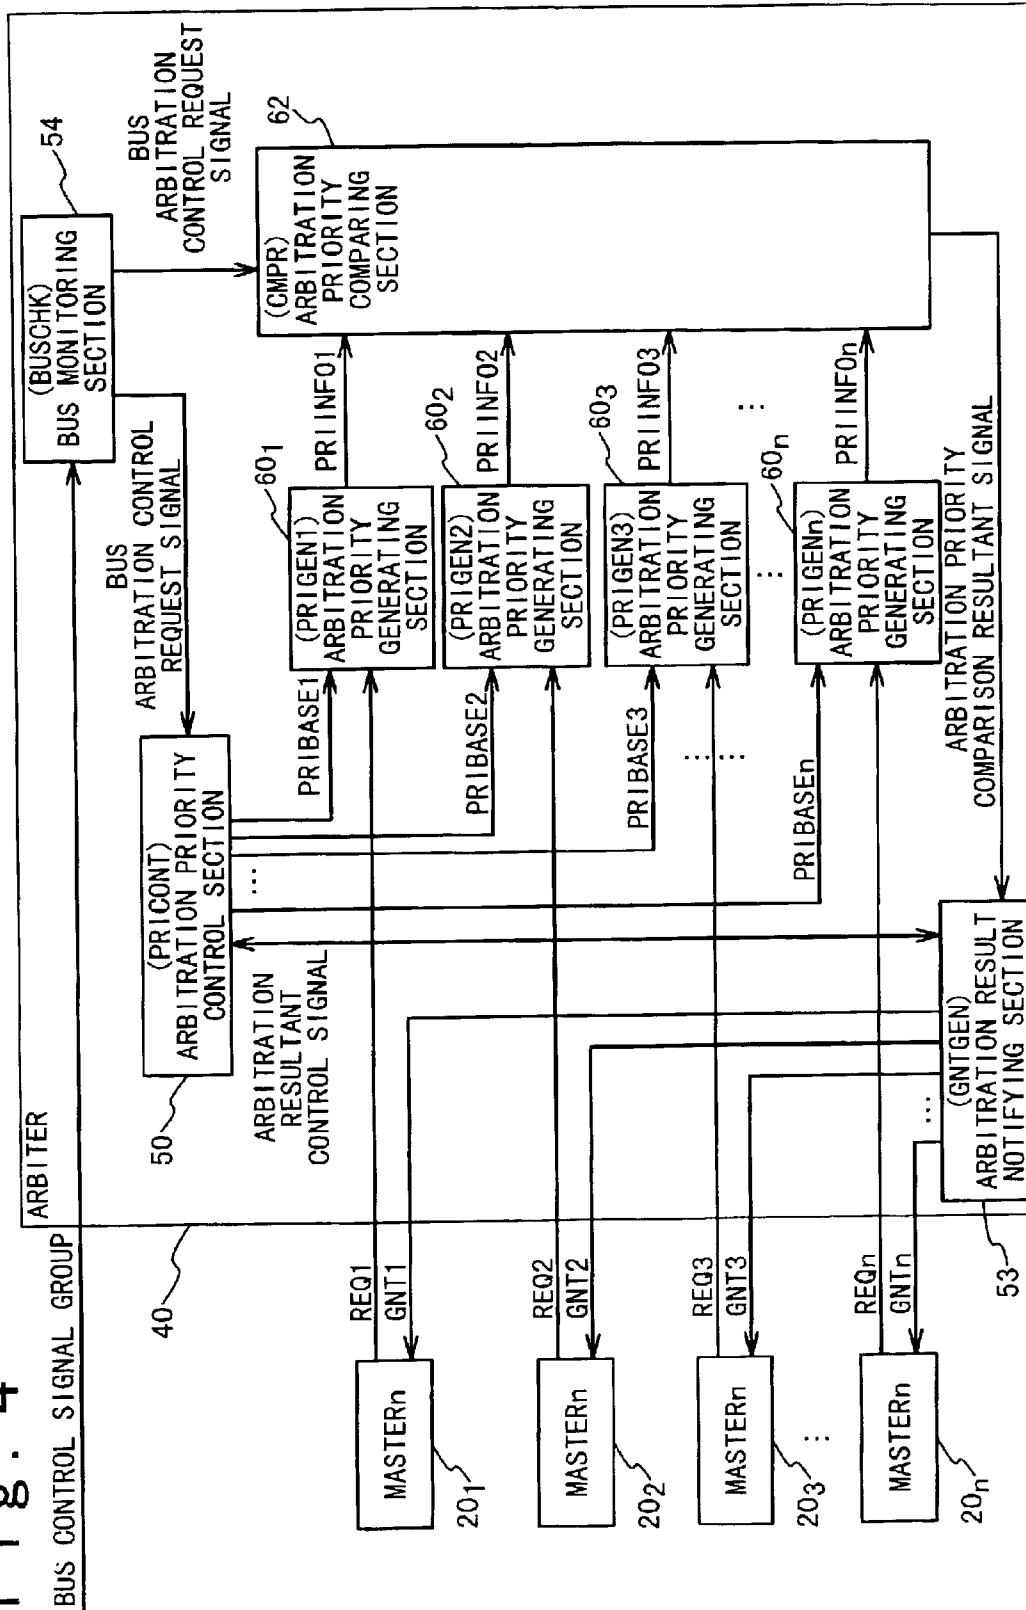 Fig. 4
BUS CONTROL SIGNAL GROUP
ARBITER
40
(BUSCHK)
BUS MONITORING
SECTION
54
BUS
ARBITRATION CONTROL
REQUEST SIGNAL
BUS
ARBITRATION
CONTROL REQUEST
SIGNAL
(PRICONT)
ARBITRATION PRIORITY
CONTROL SECTION
50
ARBITRATION
RESULTANT
CONTROL SIGNAL
(CMPR)
ARBITRATION
PRIORITY
COMPARING
SECTION
62
PRIBASE1
(PRIGEN1)
ARBITRATION
PRIORITY
GENERATING
SECTION
601
PRIINFO1
PRIBASE2
(PRIGEN2)
ARBITRATION
PRIORITY
GENERATING
SECTION
602
PRIINFO2
PRIBASE3
(PRIGEN3)
ARBITRATION
PRIORITY
GENERATING
SECTION
603
PRIINFO3
...
PRIBASEn
(PRIGENn)
ARBITRATION
PRIORITY
GENERATING
SECTION
60n
PRIINFOn
REQ1
GNT1
MASTERn
201
REQ2
GNT2
MASTERn
202
REQ3
GNT3
MASTERn
203
...
REQn
GNTn
MASTERn
20n
(GNTGEN)
ARBITRATION RESULT
NOTIFYING SECTION
53
ARBITRATION PRIORITY
COMPARISON RESULTANT SIGNAL